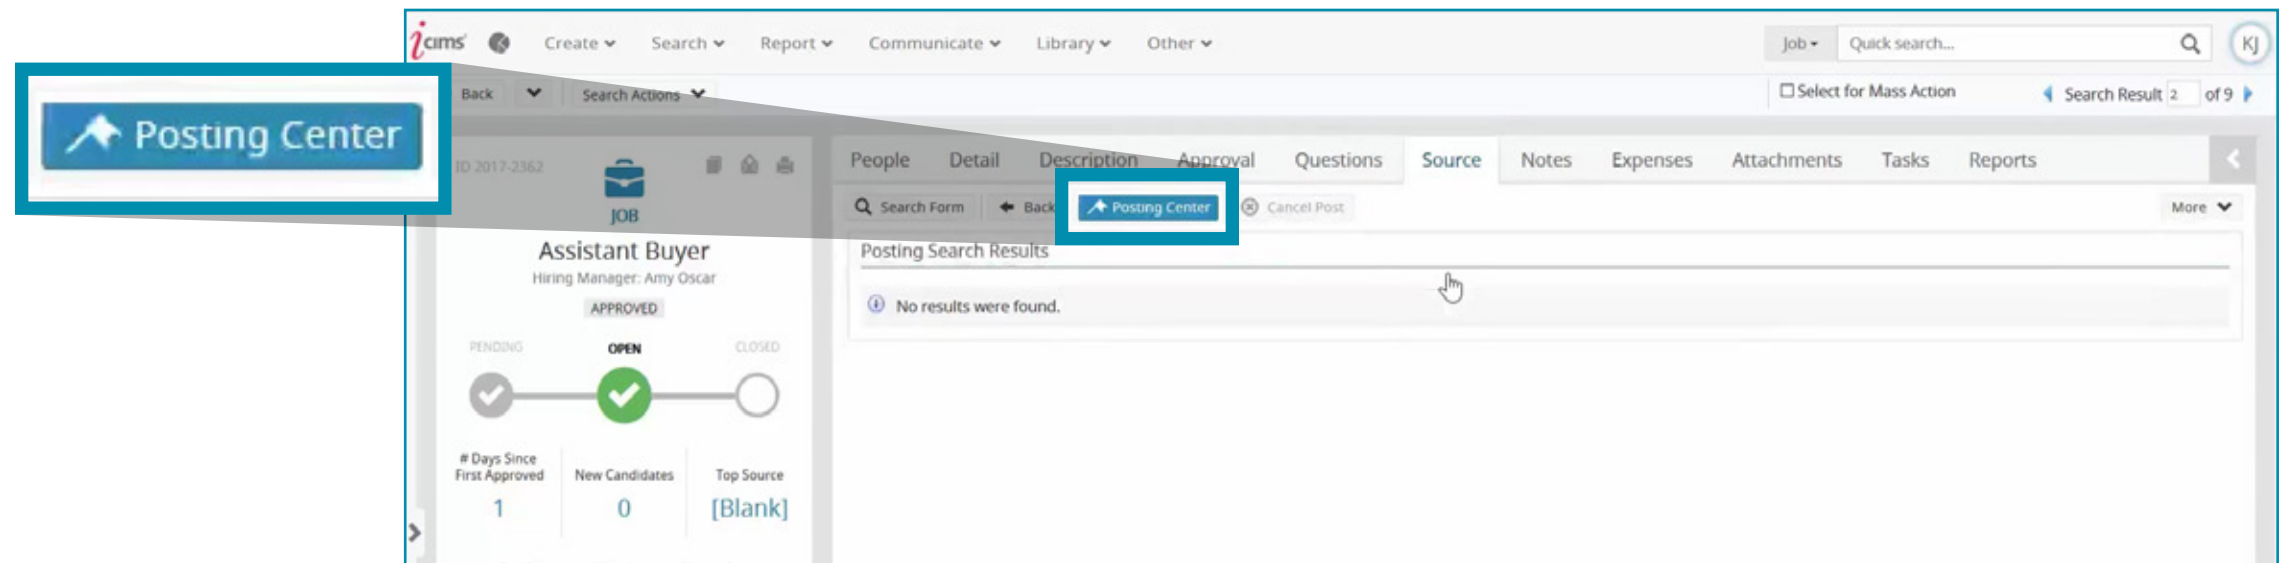 icims
Create
Search
Report
Communicate
Library
Other
Job
Quick search...
KJ
Back
Search Actions
Select for Mass Action
Search Result 2 of 9
Posting Center
ID 2017-2362
JOB
Assistant Buyer
Hiring Manager: Amy Oscar
APPROVED
PENDING
OPEN
CLOSED
# Days Since
First Approved
1
New Candidates
0
Top Source
[Blank]
People
Detail
Description
Approval
Questions
Source
Notes
Expenses
Attachments
Tasks
Reports
Search Form
Back
Posting Center
Cancel Post
More
Posting Search Results
No results were found.